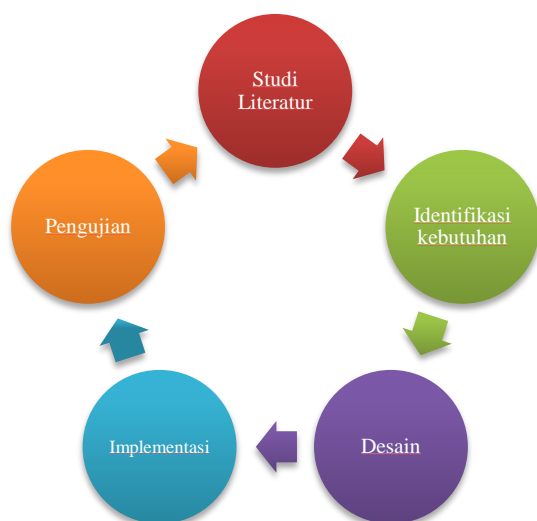 Studi
Literatur
Identifikasi
kebutuhan
Desain
Implementasi
Pengujian